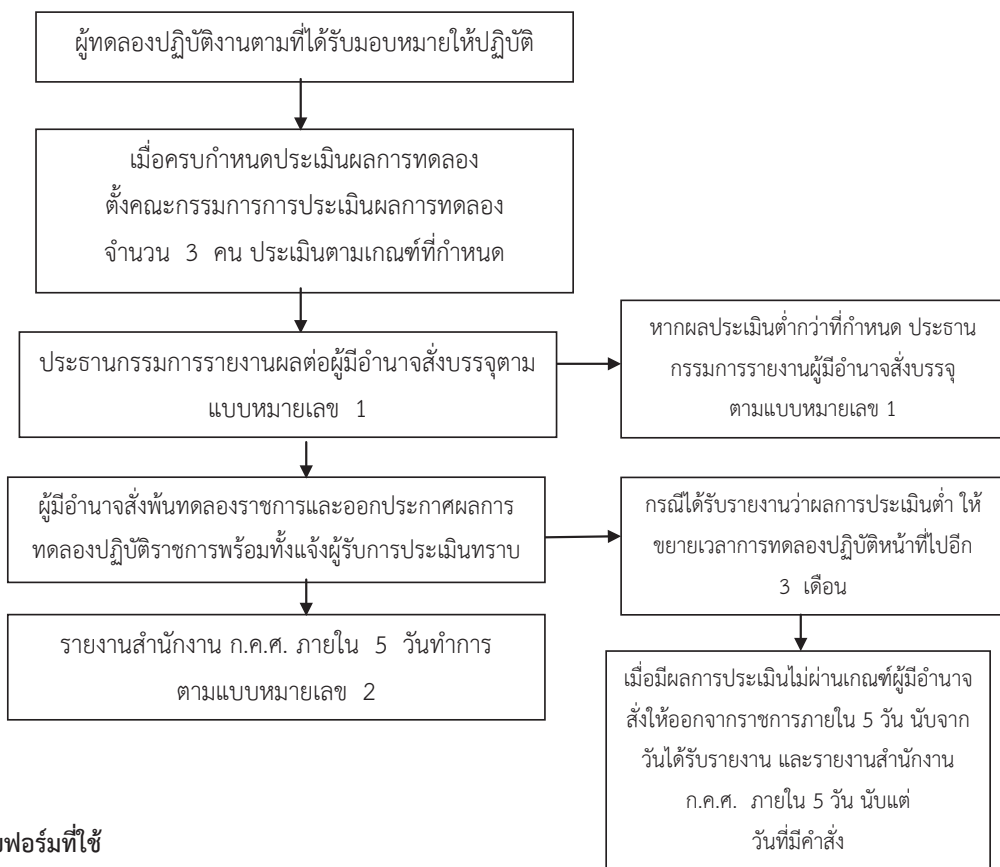 ผู้ทดลองปฏิบัติงานตามที่ได้รับมอบหมายให้ปฏิบัติ
เมื่อครบกำหนดประเมินผลการทดลอง
ตั้งคณะกรรมการการประเมินผลการทดลอง
จำนวน 3 คน ประเมินตามเกณฑ์ที่กำหนด
ประธานกรรมการรายงานผลต่อผู้มีอำนาจสั่งบรรจุตาม
แบบหมายเลข 1
หากผลประเมินต่ำกว่าที่กำหนด ประธาน
กรรมการรายงานผู้มีอำนาจสั่งบรรจุ
ตามแบบหมายเลข 1
ผู้มีอำนาจสั่งพ้นทดลองราชการและออกประกาศผลการ
ทดลองปฏิบัติราชการพร้อมทั้งแจ้งผู้รับการประเมินทราบ
กรณีได้รับรายงานว่าผลการประเมินต่ำ ให้
ขยายเวลาการทดลองปฏิบัติหน้าที่ไปอีก
3 เดือน
รายงานสำนักงาน ก.ค.ศ. ภายใน 5 วันทำการ
ตามแบบหมายเลข 2
เมื่อมีผลการประเมินไม่ผ่านเกณฑ์ผู้มีอำนาจ
สั่งให้ออกจากราชการภายใน 5 วัน นับจาก
วันได้รับรายงาน และรายงานสำนักงาน
ก.ค.ศ. ภายใน 5 วัน นับแต่
วันที่มีคำสั่ง
ฟอร์มที่ใช้